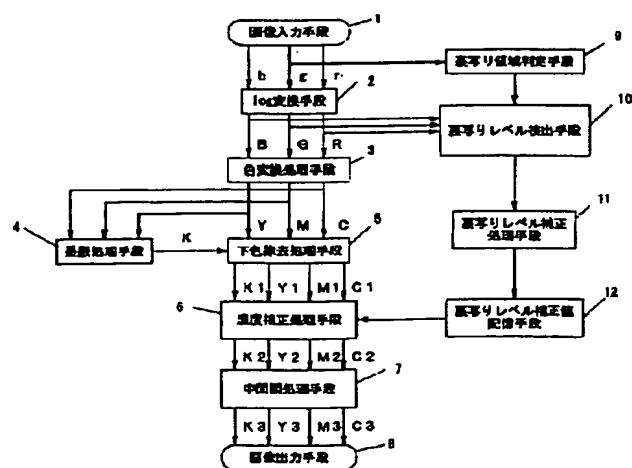 1
画像入力手段
9
b g r
裏写り値域判定手段
2
log変換手段
10
裏写りレベル検出手段
B G R
3
色変換処理手段
11
4
Y M C
5
裏写りレベル補正
処理手段
墨版処理手段
K
下色除去処理手段
K1 Y1 M1 C1
12
6
濃度補正処理手段
裏写りレベル補正値
記憶手段
K2 Y2 M2 C2
7
中間調処理手段
K3 Y3 M3 C3
8
画像出力手段